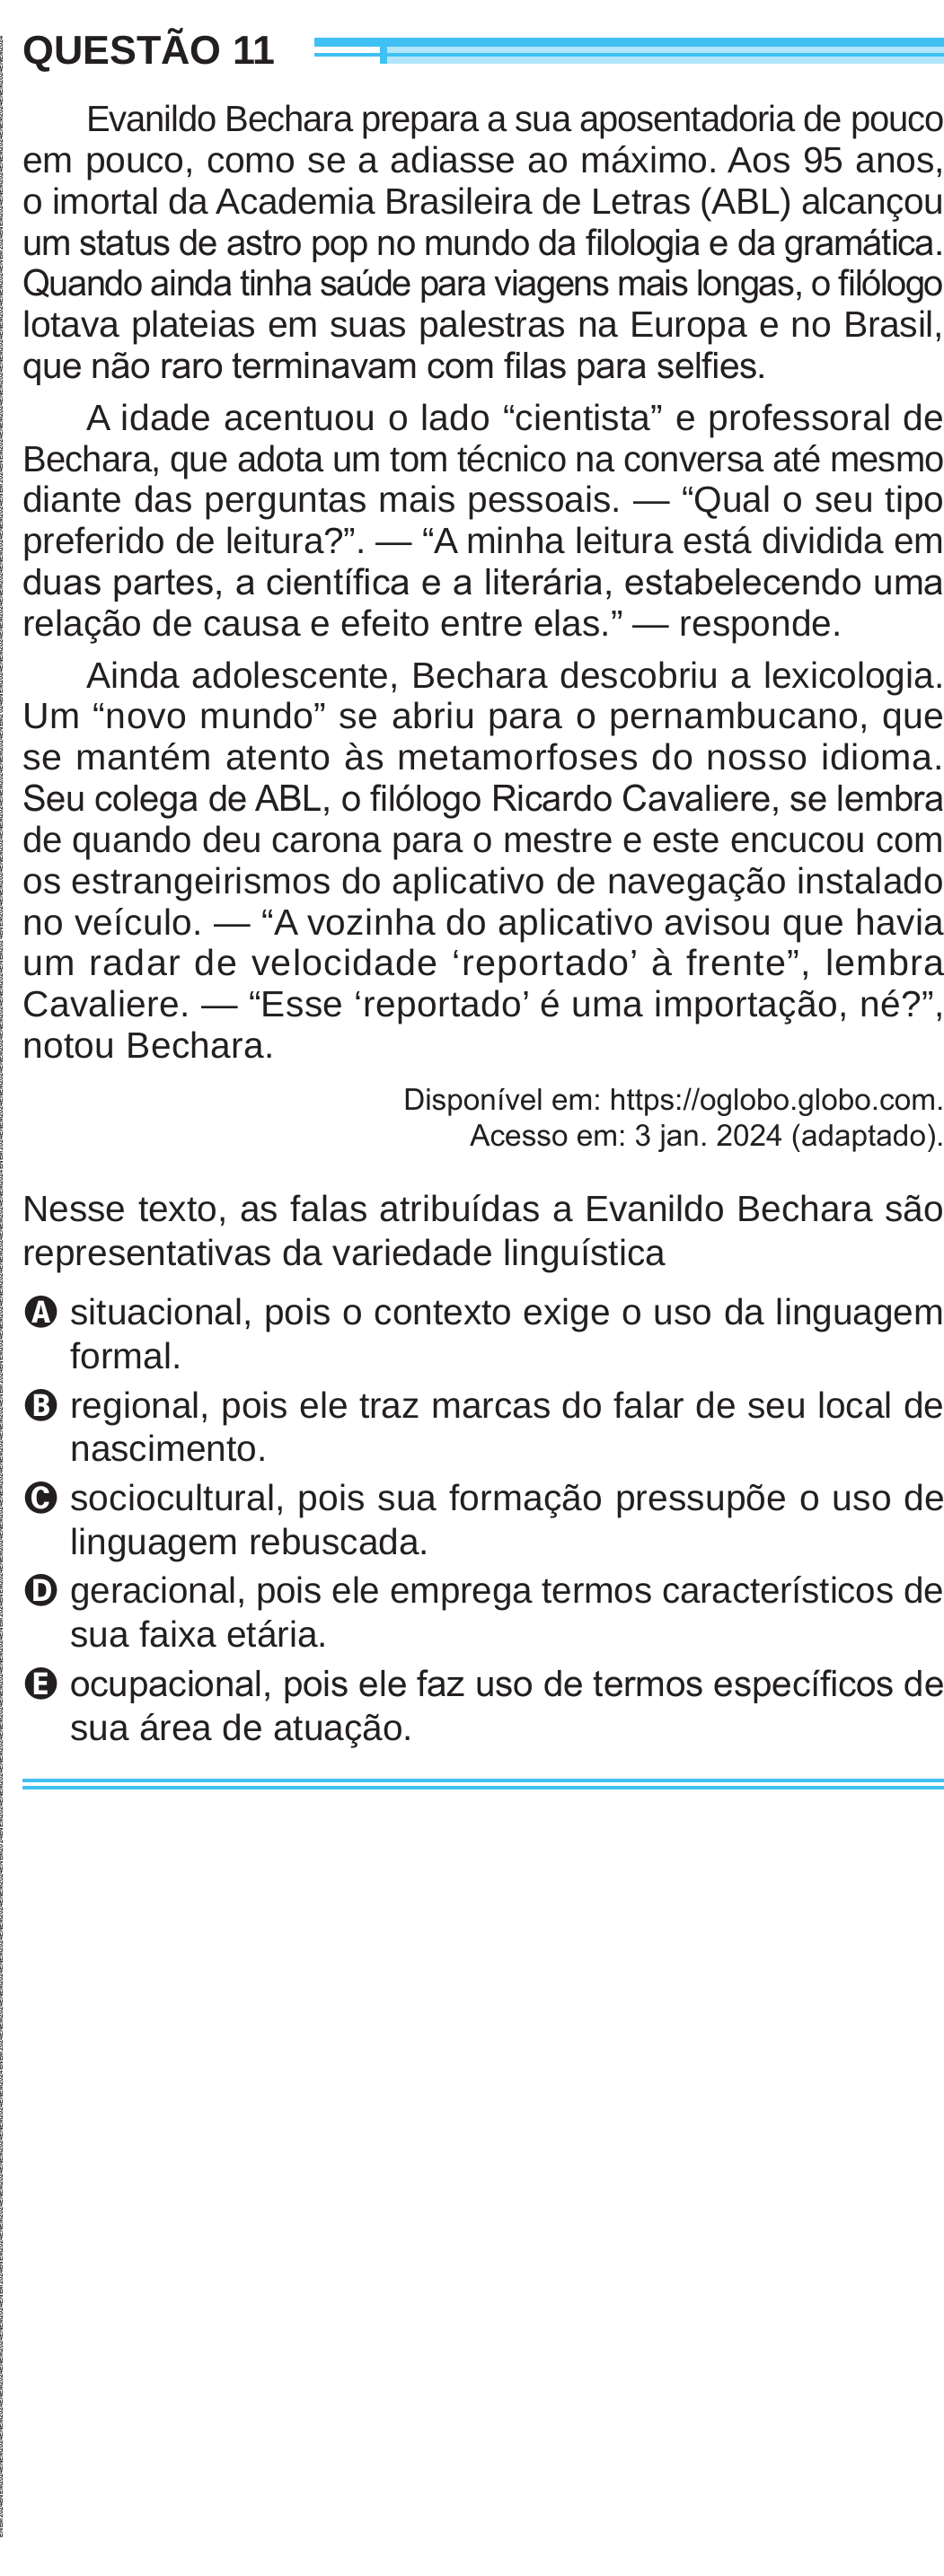 QUESTÃO 11
Evanildo Bechara prepara a sua aposentadoria de pouco
em pouco, como se a adiasse ao máximo. Aos 95 anos,
o imortal da Academia Brasileira de Letras (ABL) alcançou
um status de astro pop no mundo da filologia e da gramática.
Quando ainda tinha saúde para viagens mais longas, o filólogo
lotava plateias em suas palestras na Europa e no Brasil,
que não raro terminavam com filas para selfies.
A idade acentuou o lado “cientista” e professoral de
Bechara, que adota um tom técnico na conversa até mesmo
diante das perguntas mais pessoais. — “Qual o seu tipo
preferido de leitura?”. — “A minha leitura está dividida em
duas partes, a científica e a literária, estabelecendo uma
relação de causa e efeito entre elas.” — responde.
Ainda adolescente, Bechara descobriu a lexicologia.
Um “novo mundo” se abriu para o pernambucano, que
se mantém atento às metamorfoses do nosso idioma.
Seu colega de ABL, o filólogo Ricardo Cavaliere, se lembra
de quando deu carona para o mestre e este encucou com
os estrangeirismos do aplicativo de navegação instalado
no veículo. — “A vozinha do aplicativo avisou que havia
um radar de velocidade ‘reportado’ à frente”, lembra
Cavaliere. — “Esse ‘reportado’ é uma importação, né?”,
notou Bechara.
Disponível em: https://oglobo.globo.com.
Acesso em: 3 jan. 2024 (adaptado).
Nesse texto, as falas atribuídas a Evanildo Bechara são
representativas da variedade linguística
A situacional, pois o contexto exige o uso da linguagem
formal.
B regional, pois ele traz marcas do falar de seu local de
nascimento.
C sociocultural, pois sua formação pressupõe o uso de
linguagem rebuscada.
D geracional, pois ele emprega termos característicos de
sua faixa etária.
E ocupacional, pois ele faz uso de termos específicos de
sua área de atuação.